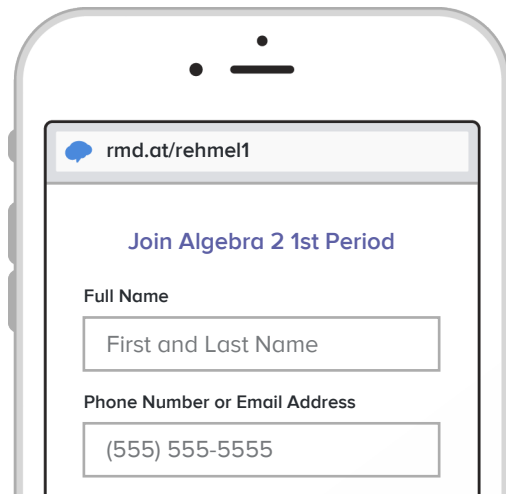 rmd.at/rehmel1
Join Algebra 2 1st Period
Full Name
First and Last Name
Phone Number or Email Address
(555) 555-5555